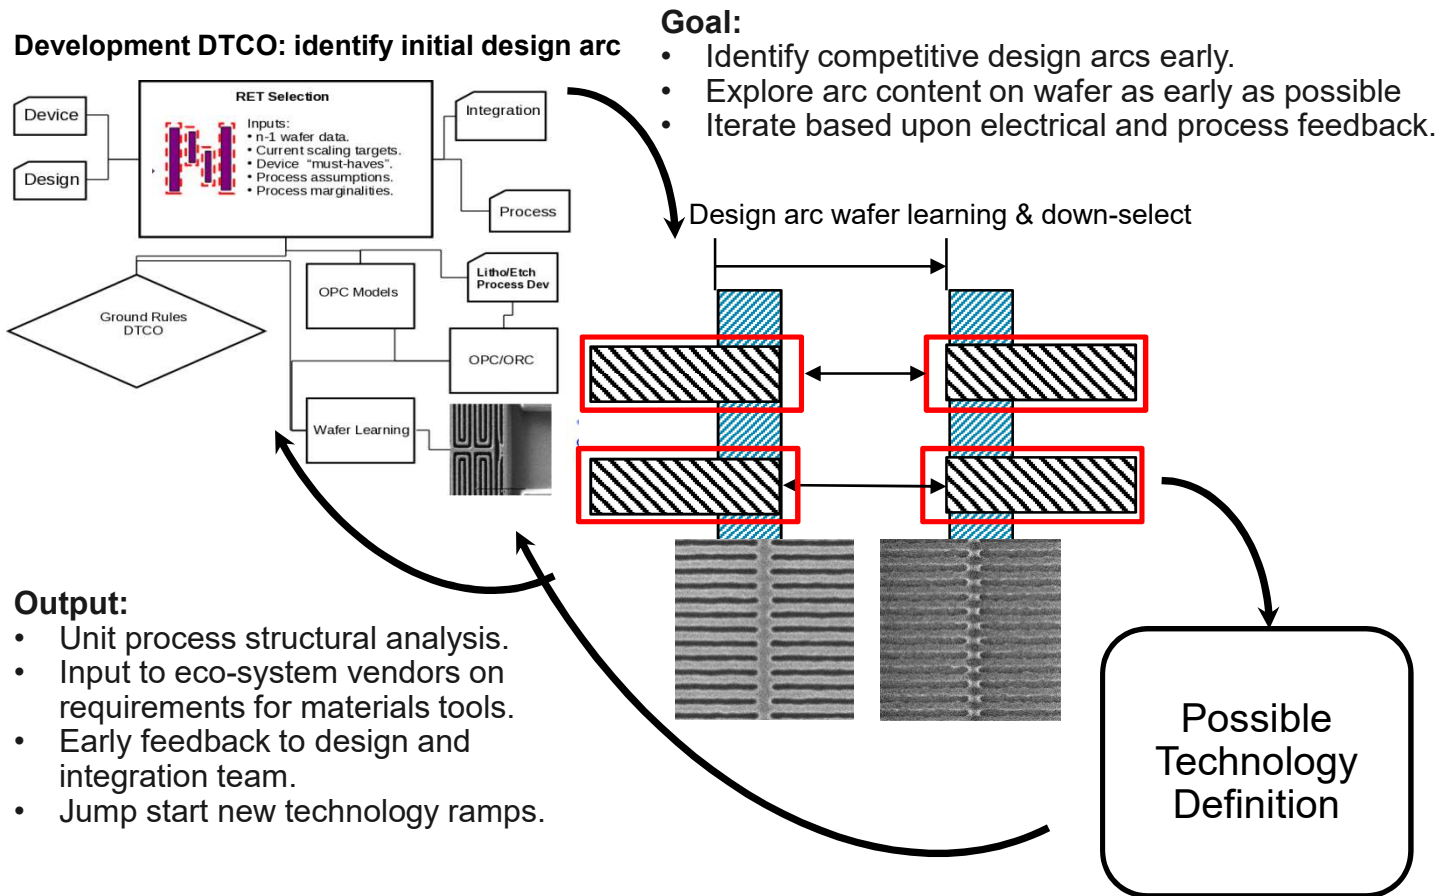 Development DTCO: identify initial design arc
Device
Design
RET Selection
Inputs:
• n-1 wafer data.
• Current scaling targets.
• Device "must-haves".
• Process assumptions.
• Process marginalities.
Integration
Process
Litho/Etch
Process Dev
OPC Models
Ground Rules
DTCO
OPC/ORC
Wafer Learning
Goal:
• Identify competitive design arcs early.
• Explore arc content on wafer as early as possible
• Iterate based upon electrical and process feedback.
Design arc wafer learning & down-select
Output:
• Unit process structural analysis.
• Input to eco-system vendors on
requirements for materials tools.
• Early feedback to design and
integration team.
• Jump start new technology ramps.
Possible
Technology
Definition